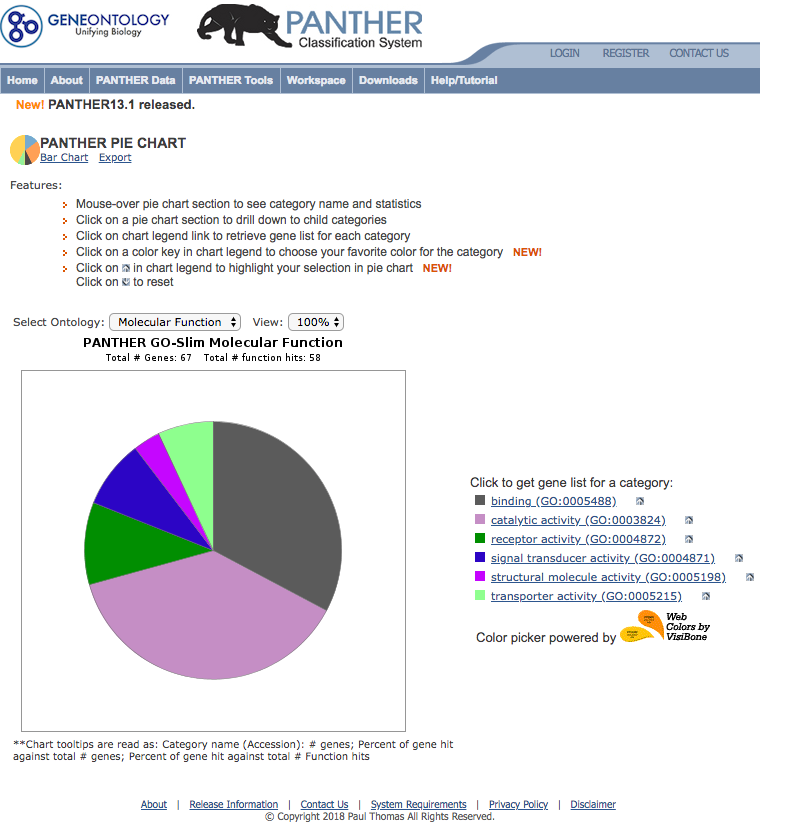 GENEONTOLOGY
Unifying Biology
PANTHER
Classification System
LOGIN REGISTER CONTACT US
Home About PANTHER Data PANTHER Tools Workspace Downloads Help/Tutorial
New! PANTHER13.1 released.
PANTHER PIE CHART
Bar Chart Export
Features:
Mouse-over pie chart section to see category name and statistics
Click on a pie chart section to drill down to child categories
Click on chart legend link to retrieve gene list for each category
Click on a color key in chart legend to choose your favorite color for the category NEW!
Click on in chart legend to highlight your selection in pie chart NEW!
Click on to reset
Select Ontology: Molecular Function View: 100%
PANTHER GO-Slim Molecular Function
Total # Genes: 67 Total # function hits: 58
Click to get gene list for a category:
binding (GO:0005488)
catalytic activity (GO:0003824)
receptor activity (GO:0004872)
signal transducer activity (GO:0004871)
structural molecule activity (GO:0005198)
transporter activity (GO:0005215)
Color picker powered by
Web
Colors by
VisiBone
**Chart tooltips are read as: Category name (Accession): # genes; Percent of gene hit
against total # genes; Percent of gene hit against total # Function hits
About | Release Information | Contact Us | System Requirements | Privacy Policy | Disclaimer
© Copyright 2018 Paul Thomas All Rights Reserved.